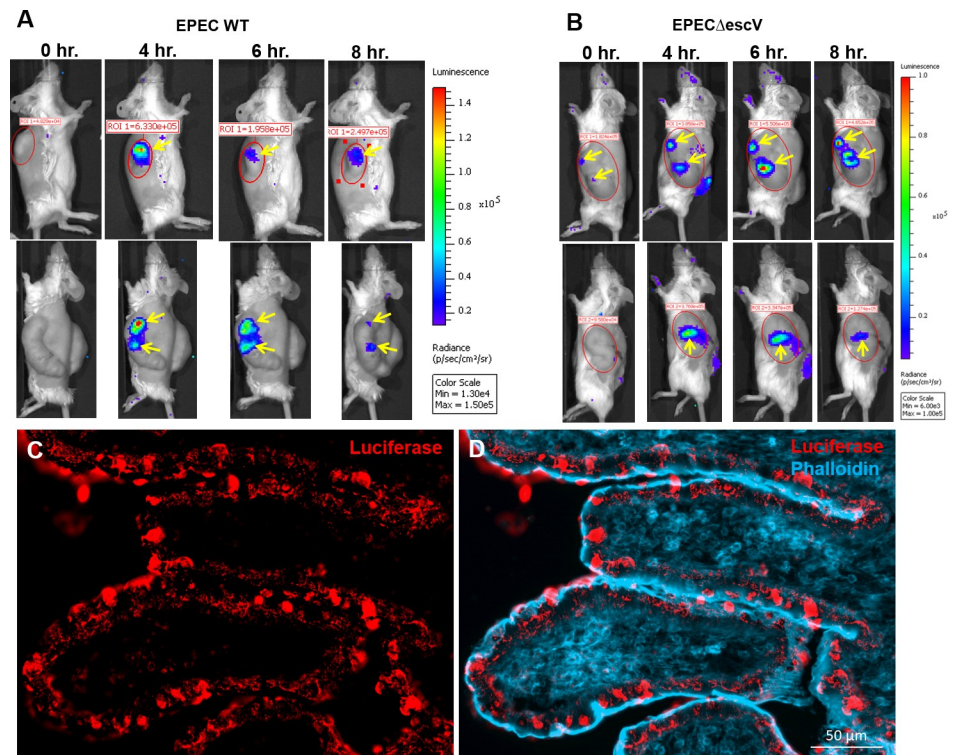 A
EPEC WT
0 hr. 4 hr. 6 hr. 8 hr.
ROI 1=6.330e+05
ROI 1=1.958e+05
ROI 1=2.497e+05
Luminescence
1.4
1.2
1.0
0.8
0.6
0.4
0.2
x10⁵
Radiance
(p/sec/cm²/sr)
Color Scale
Min = 1.30e4
Max = 1.50e5
B
EPECΔescV
0 hr. 4 hr. 6 hr. 8 hr.
Luminescence
1.0
0.8
0.6
0.4
0.2
x10⁵
Radiance
(p/sec/cm²/sr)
Color Scale
Min = 6.00e3
Max = 1.00e5
C
Luciferase
D
Luciferase
Phalloidin
50 µm